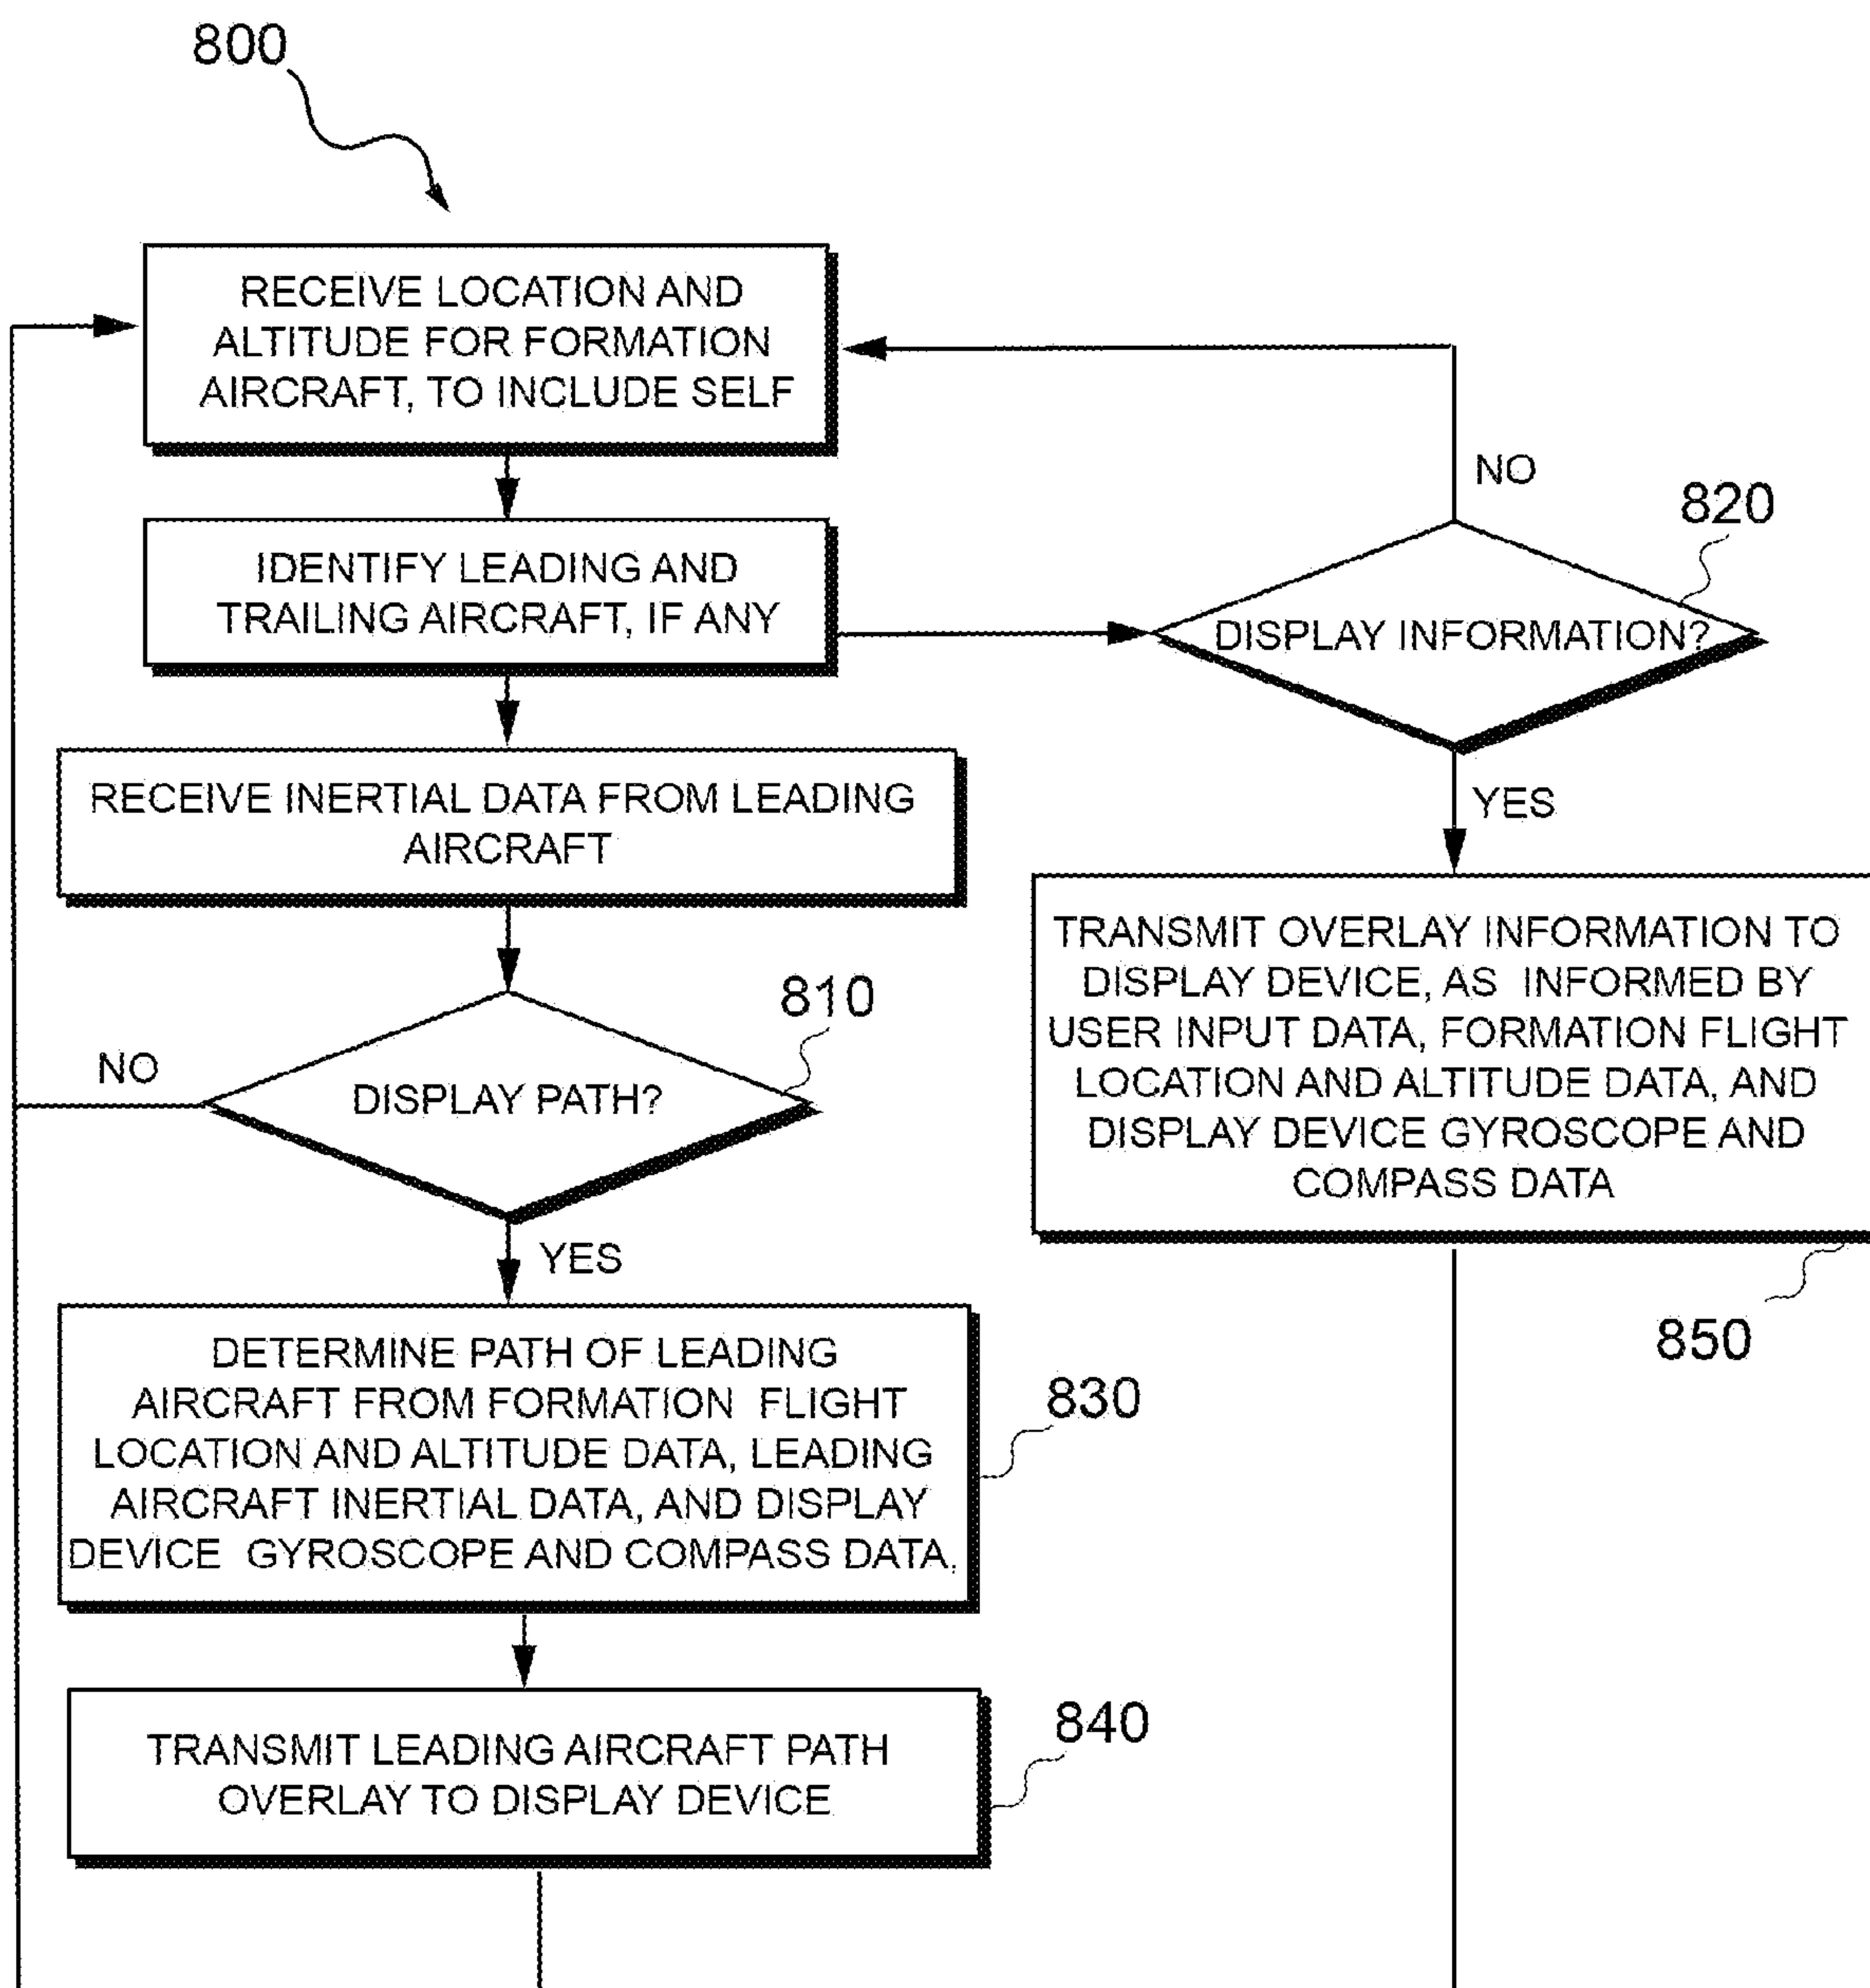 800
RECEIVE LOCATION AND
ALTITUDE FOR FORMATION
AIRCRAFT, TO INCLUDE SELF
IDENTIFY LEADING AND
TRAILING AIRCRAFT, IF ANY
NO
820
DISPLAY INFORMATION?
YES
RECEIVE INERTIAL DATA FROM LEADING
AIRCRAFT
810
NO
DISPLAY PATH?
YES
TRANSMIT OVERLAY INFORMATION TO
DISPLAY DEVICE, AS INFORMED BY
USER INPUT DATA, FORMATION FLIGHT
LOCATION AND ALTITUDE DATA, AND
DISPLAY DEVICE GYROSCOPE AND
COMPASS DATA
850
DETERMINE PATH OF LEADING
AIRCRAFT FROM FORMATION FLIGHT
LOCATION AND ALTITUDE DATA, LEADING
AIRCRAFT INERTIAL DATA, AND DISPLAY
DEVICE GYROSCOPE AND COMPASS DATA.
830
TRANSMIT LEADING AIRCRAFT PATH
OVERLAY TO DISPLAY DEVICE
840